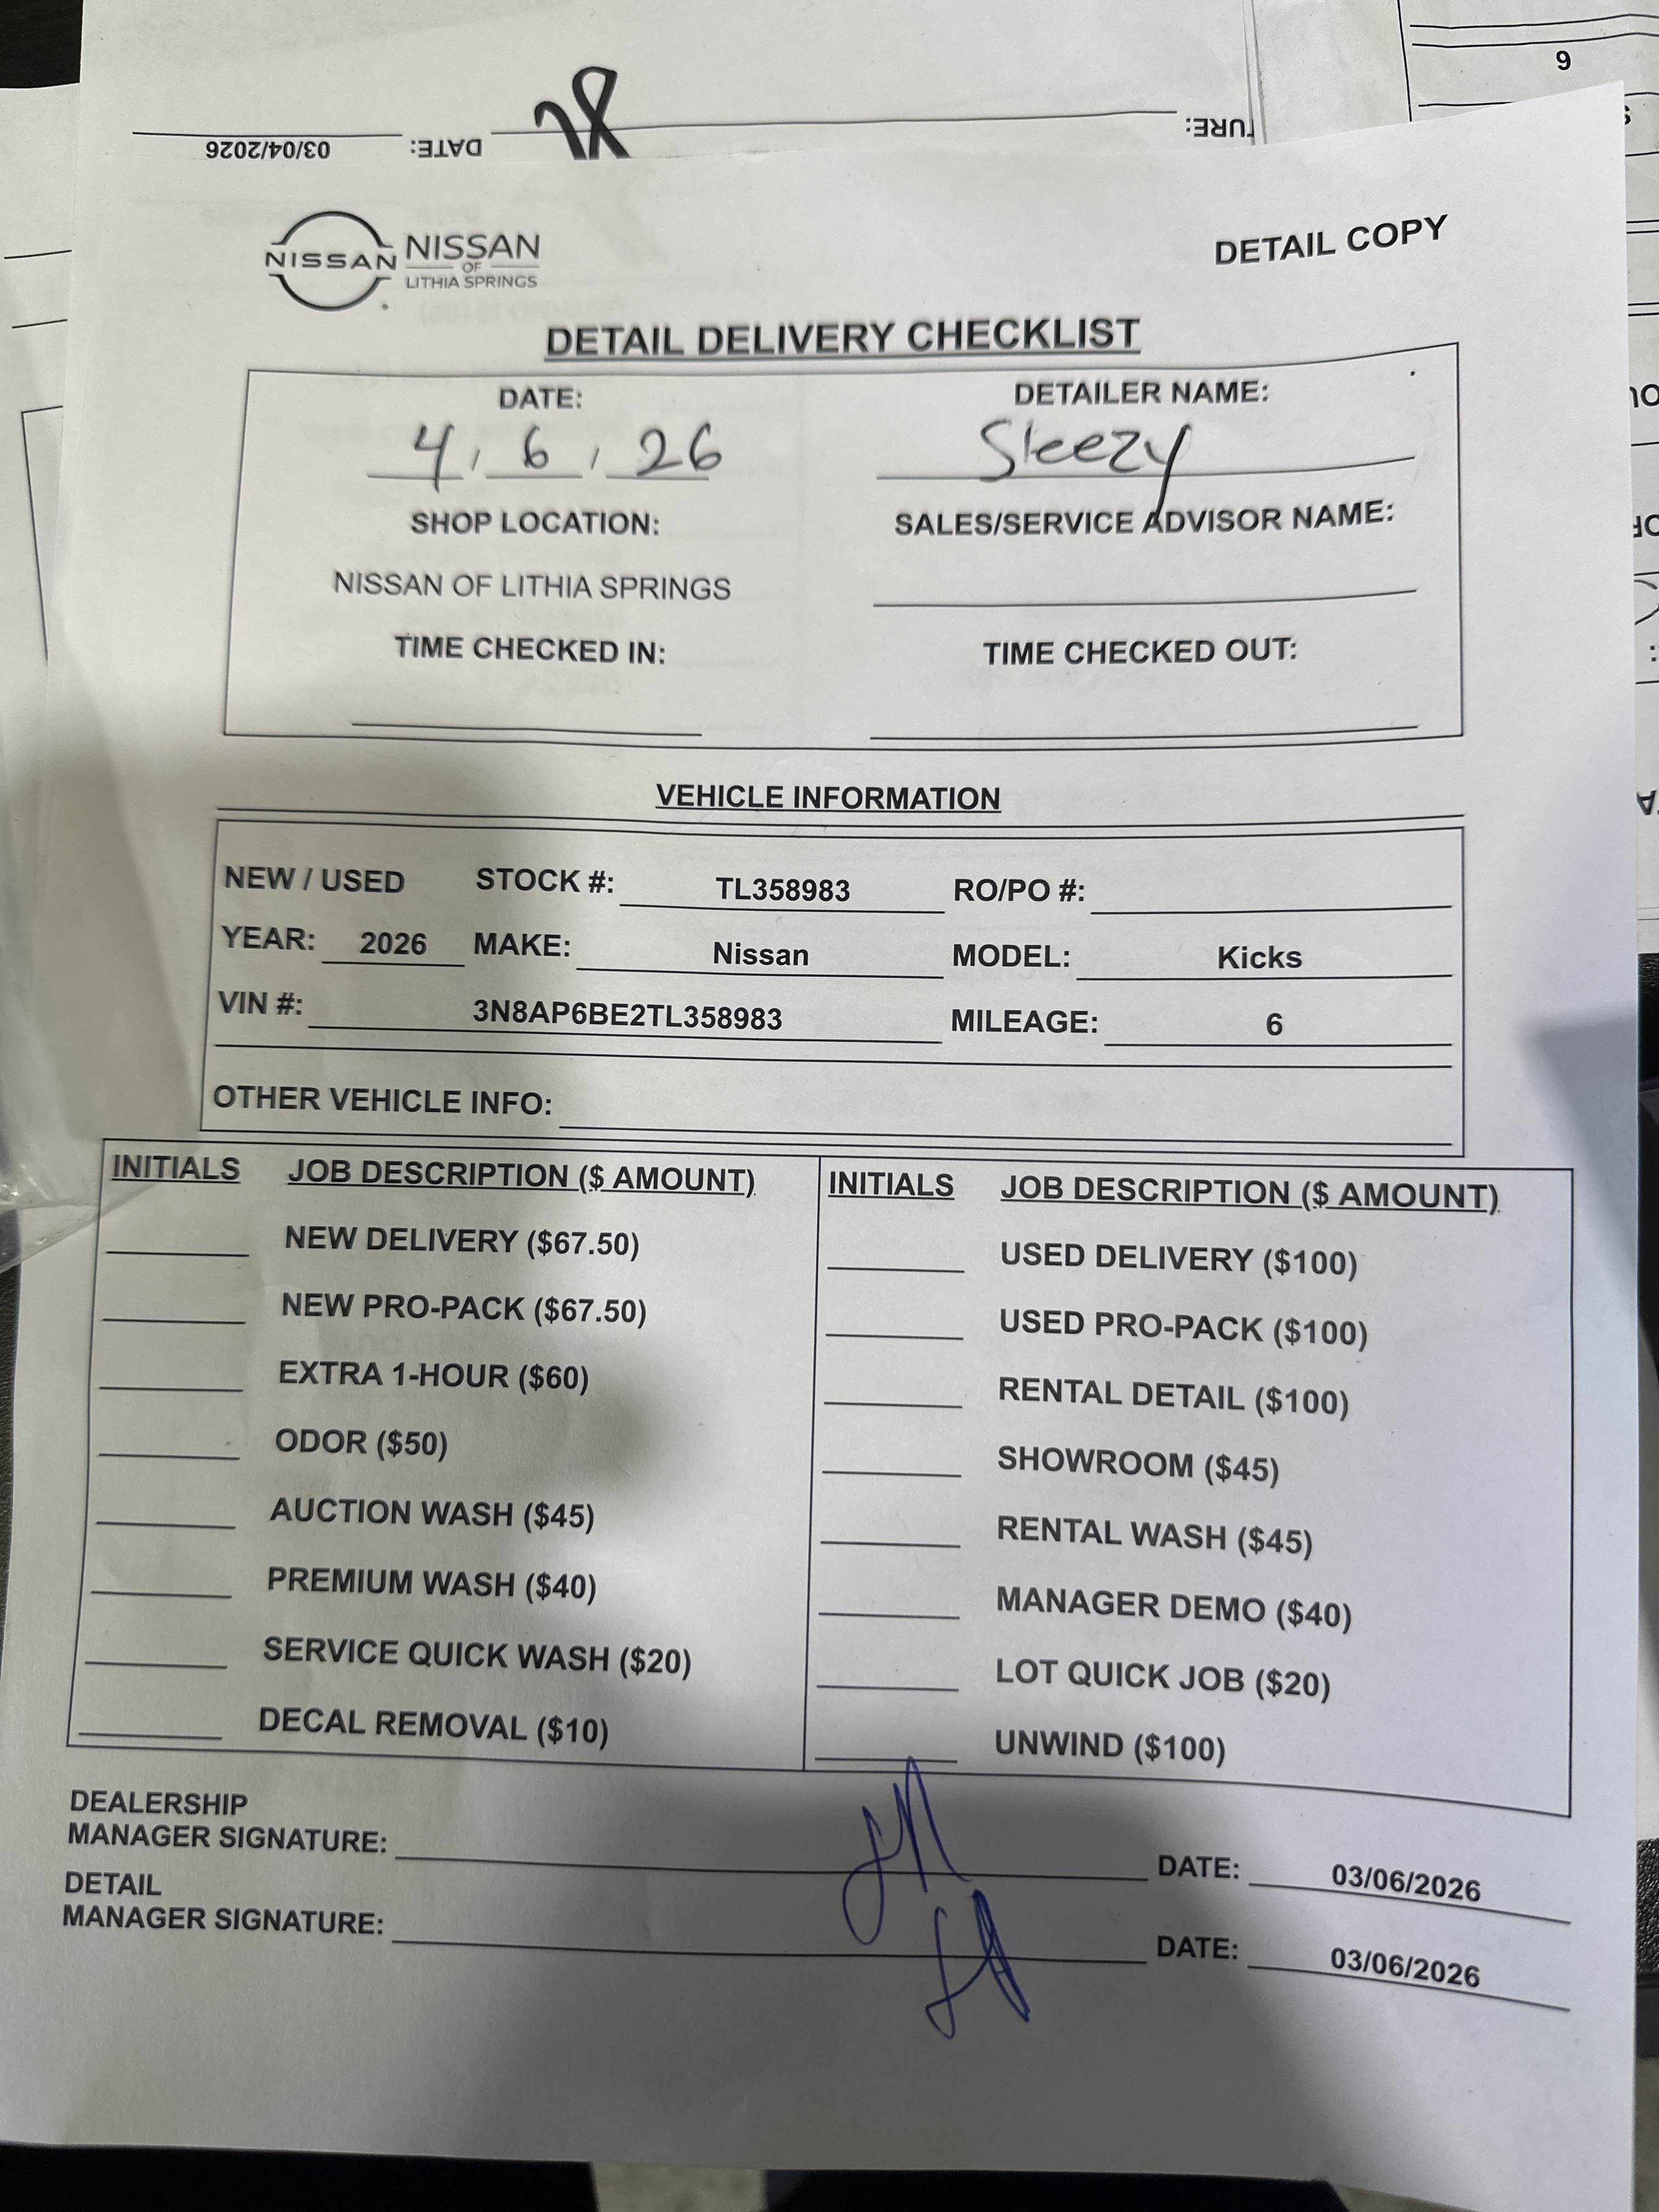 03/04/2026 DATE: TURE:
9
NISSAN NISSAN
OF
LITHIA SPRINGS
DETAIL COPY
DETAIL DELIVERY CHECKLIST
DATE: DETAILER NAME:
4, 6, 26 Sleezy
SHOP LOCATION: SALES/SERVICE ADVISOR NAME:
NISSAN OF LITHIA SPRINGS
TIME CHECKED IN: TIME CHECKED OUT:
VEHICLE INFORMATION
NEW / USED STOCK #: TL358983 RO/PO #:
YEAR: 2026 MAKE: Nissan MODEL: Kicks
VIN #: 3N8AP6BE2TL358983 MILEAGE: 6
OTHER VEHICLE INFO:
INITIALS JOB DESCRIPTION ($ AMOUNT) INITIALS JOB DESCRIPTION ($ AMOUNT)
NEW DELIVERY ($67.50) USED DELIVERY ($100)
NEW PRO-PACK ($67.50) USED PRO-PACK ($100)
EXTRA 1-HOUR ($60) RENTAL DETAIL ($100)
ODOR ($50) SHOWROOM ($45)
AUCTION WASH ($45) RENTAL WASH ($45)
PREMIUM WASH ($40) MANAGER DEMO ($40)
SERVICE QUICK WASH ($20) LOT QUICK JOB ($20)
DECAL REMOVAL ($10) UNWIND ($100)
DEALERSHIP
MANAGER SIGNATURE: DATE: 03/06/2026
DETAIL
MANAGER SIGNATURE: DATE: 03/06/2026